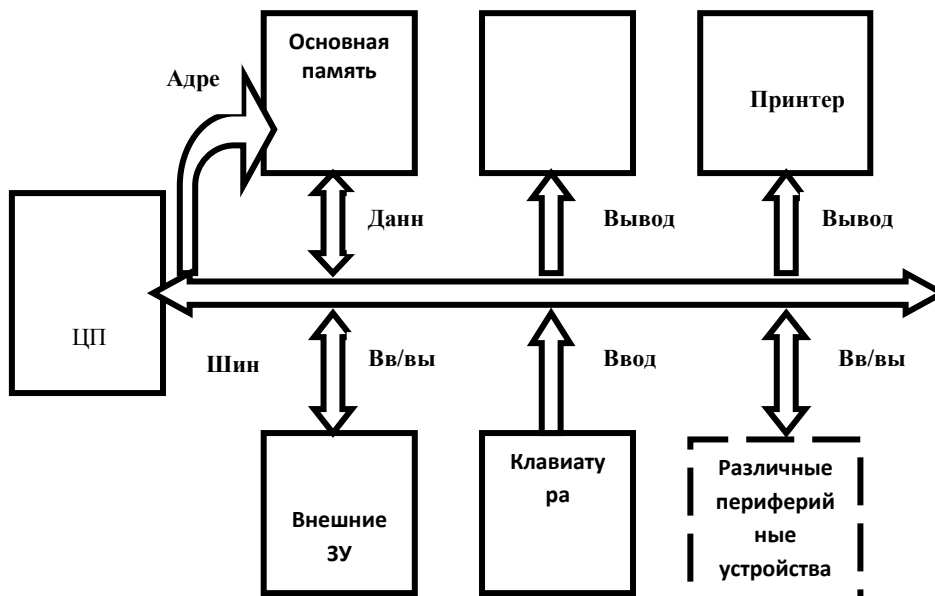 Основная
память
Адре
Принтер
Данн
Вывод
Вывод
ЦП
Шин
Вв/вы
Ввод
Вв/вы
Внешние
ЗУ
Клавиату
ра
Различные
периферий
ные
устройства